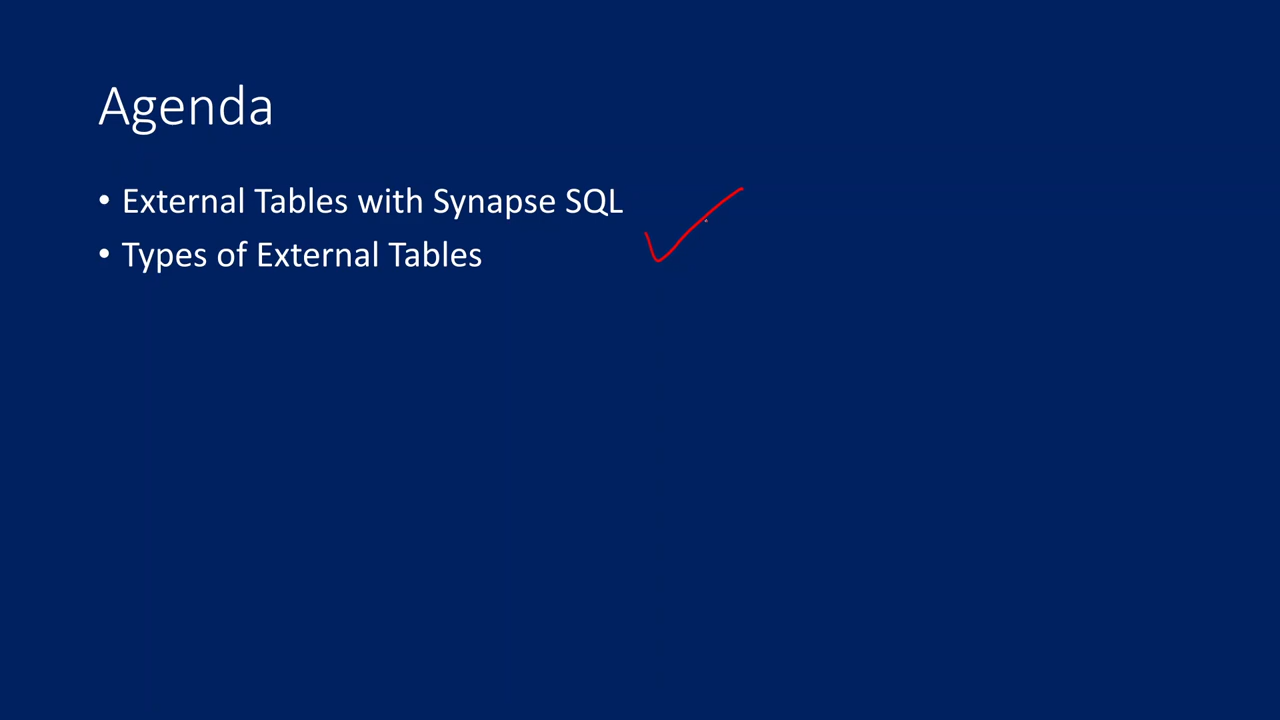 Agenda
• External Tables with Synapse SQL
• Types of External Tables